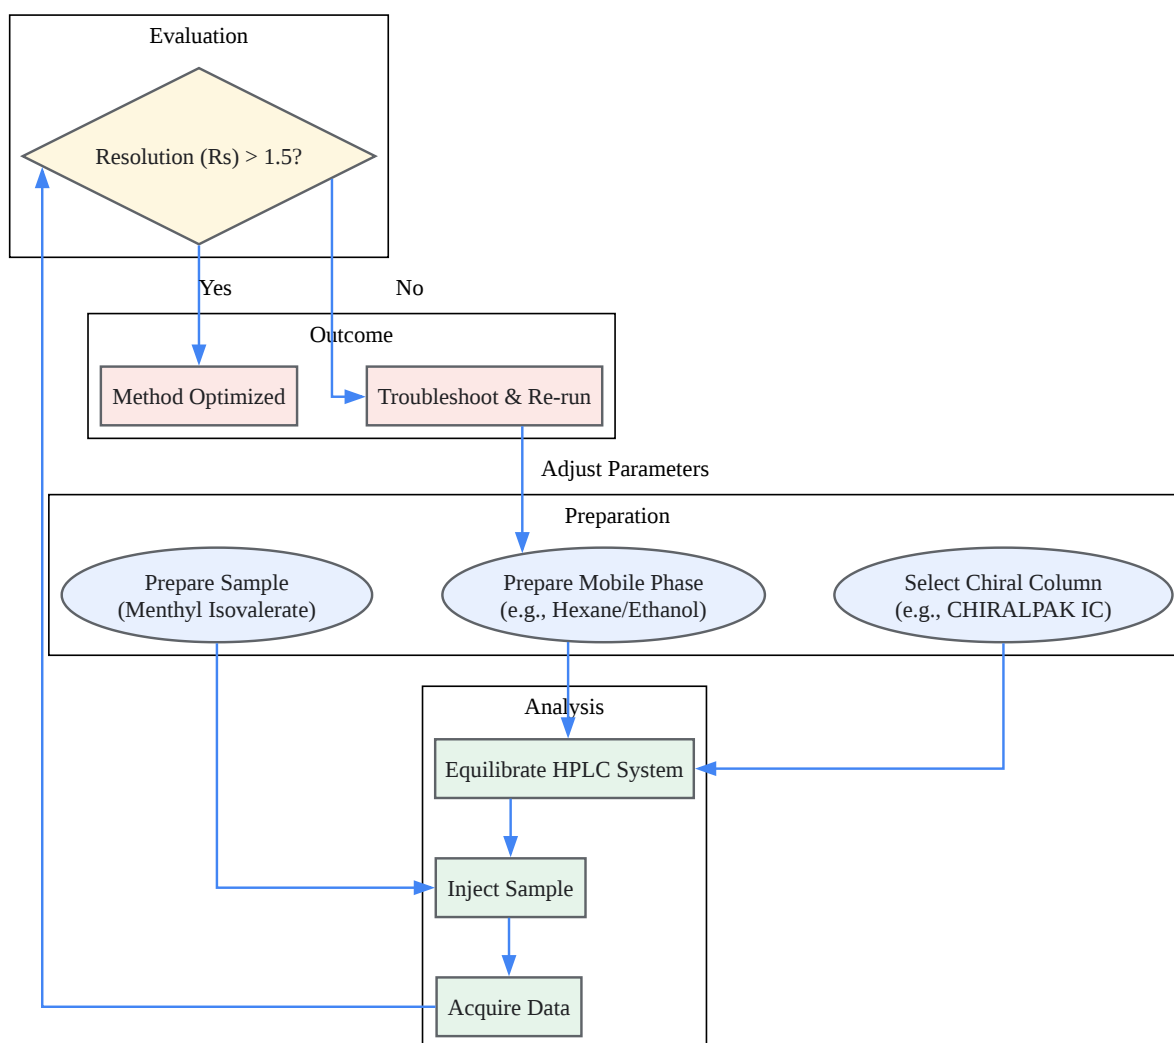 Evaluation
Resolution (Rs) > 1.5?
Yes
No
Outcome
Method Optimized
Troubleshoot & Re-run
Adjust Parameters
Preparation
Prepare Sample
(Menthyl Isovalerate)
Prepare Mobile Phase
(e.g., Hexane/Ethanol)
Select Chiral Column
(e.g., CHIRALPAK IC)
Analysis
Equilibrate HPLC System
Inject Sample
Acquire Data